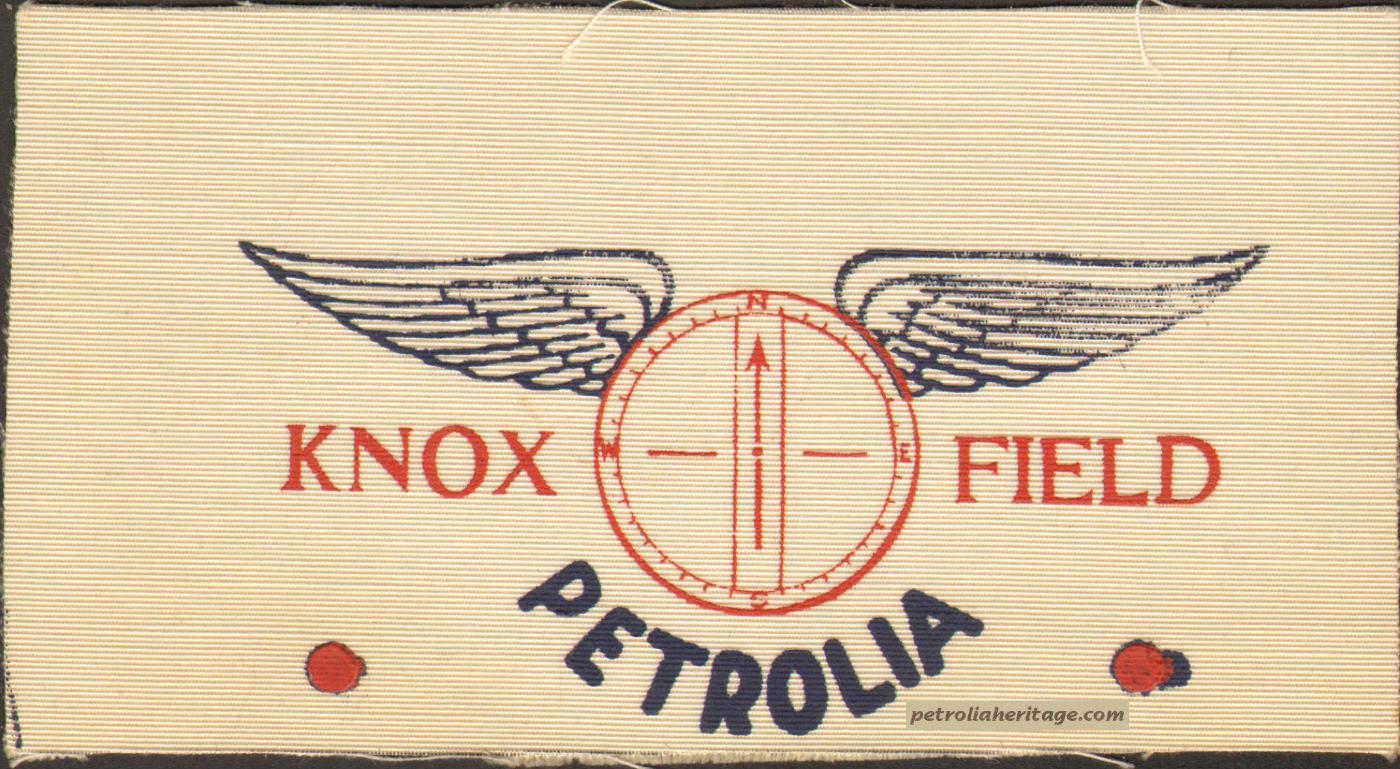 N
KNOX W E FIELD
S
PETROLIA
petroliaheritage.com